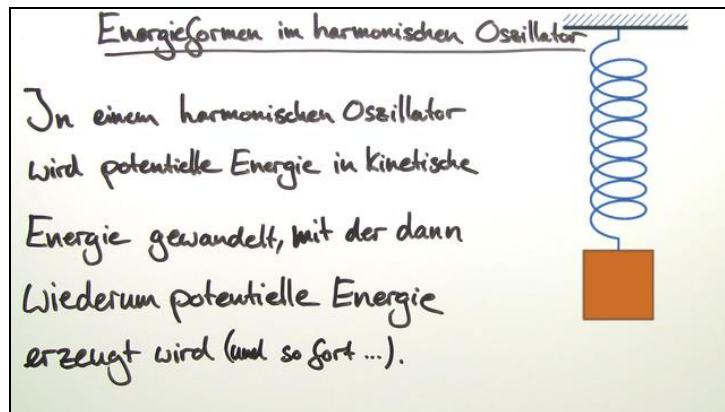 Energieformen im harmonischen Oszillator
In einem harmonischen Oszillator
wird potentielle Energie in kinetische
Energie gewandelt, mit der dann
wiederum potentielle Energie
erzeugt wird (und so fort ...).